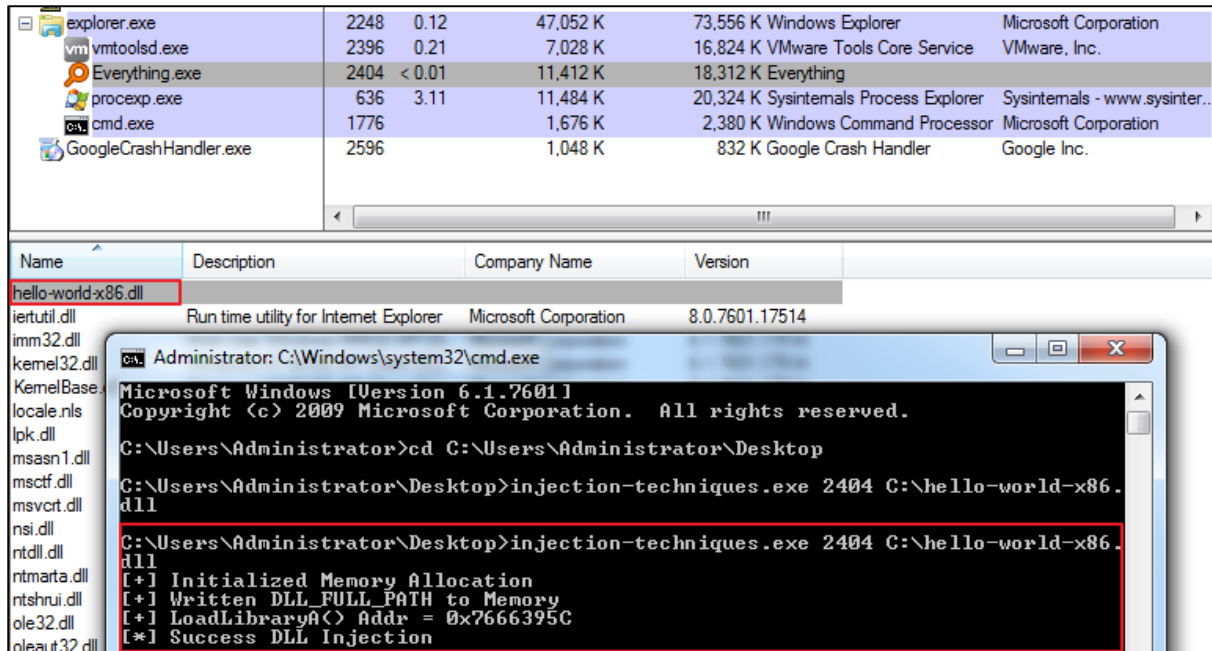 explorer.exe 2248 0.12 47,052 K 73,556 K Windows Explorer Microsoft Corporation
vm vmtoolsd.exe 2396 0.21 7,028 K 16,824 K VMware Tools Core Service VMware, Inc.
Everything.exe 2404 < 0.01 11,412 K 18,312 K Everything
procexp.exe 636 3.11 11,484 K 20,324 K Sysinternals Process Explorer Sysinternals - www.sysinter..
cmd.exe 1776 1,676 K 2,380 K Windows Command Processor Microsoft Corporation
GoogleCrashHandler.exe 2596 1,048 K 832 K Google Crash Handler Google Inc.
Name Description Company Name Version
hello-world-x86.dll
iertutil.dll Run time utility for Internet Explorer Microsoft Corporation 8.0.7601.17514
imm32.dll
kernel32.dll
KernelBase.
locale.nls
lpk.dll
msasn1.dll
msctf.dll
msvcrt.dll
nsi.dll
ntdll.dll
ntmarta.dll
ntshrui.dll
ole32.dll
oleaut32.dll
Administrator: C:\Windows\system32\cmd.exe
Microsoft Windows [Version 6.1.7601]
Copyright (c) 2009 Microsoft Corporation. All rights reserved.
C:\Users\Administrator>cd C:\Users\Administrator\Desktop
C:\Users\Administrator\Desktop>injection-techniques.exe 2404 C:\hello-world-x86.
dll
C:\Users\Administrator\Desktop>injection-techniques.exe 2404 C:\hello-world-x86.
dll
[+] Initialized Memory Allocation
[+] Written DLL_FULL_PATH to Memory
[+] LoadLibraryA() Addr = 0x7666395C
[*] Success DLL Injection